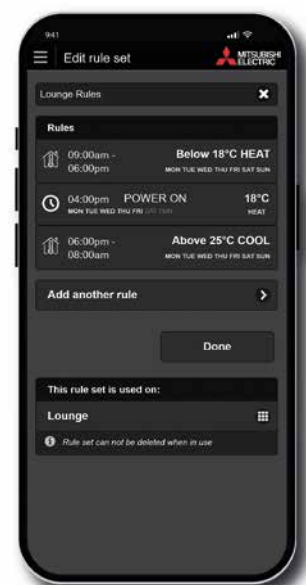 9:41
Edit rule set
MITSUBISHI
ELECTRIC
Lounge Rules
Rules
09:00am -
06:00pm
Below 18°C HEAT
MON TUE WED THU FRI SAT SUN
04:00pm POWER ON 18°C
MON TUE WED THU FRI SAT SUN HEAT
06:00pm -
08:00am
Above 25°C COOL
MON TUE WED THU FRI SAT SUN
Add another rule
Done
This rule set is used on:
Lounge
Rule set can not be deleted when in use